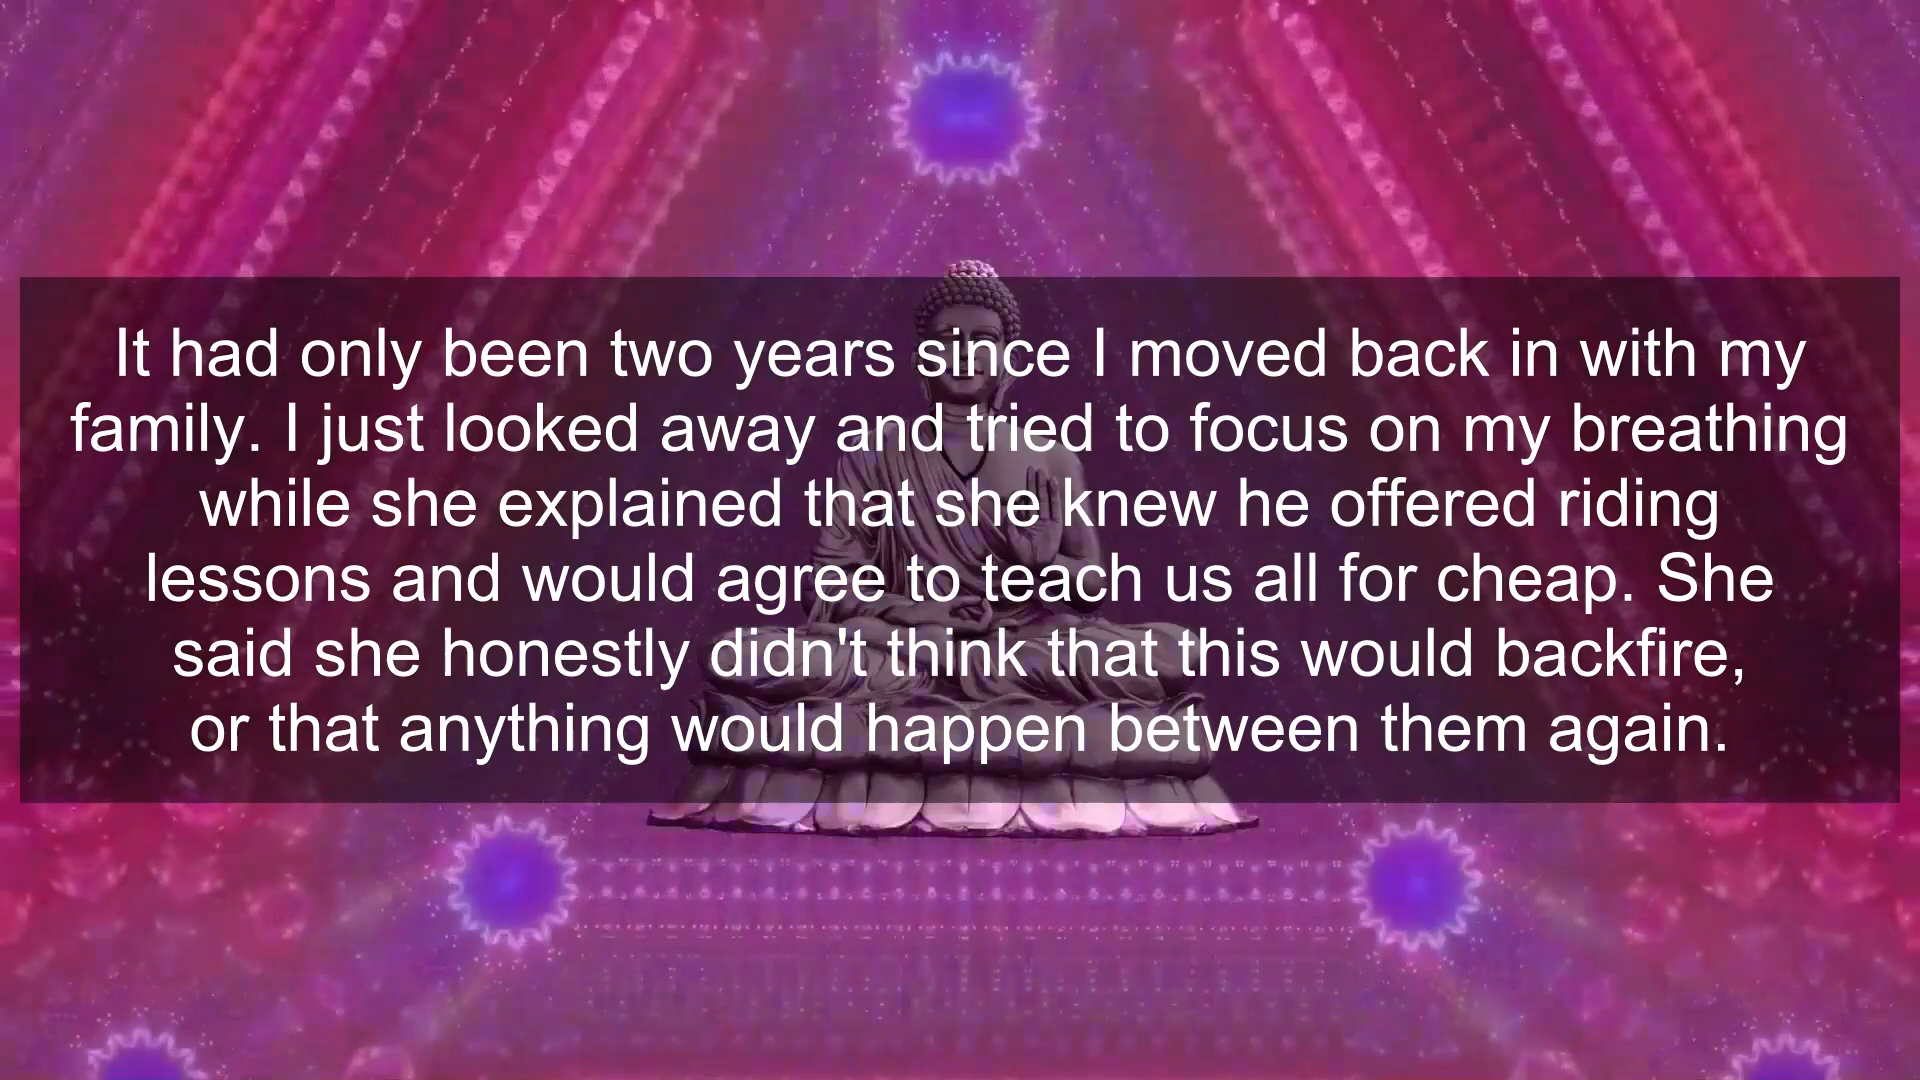 It had only been two years since I moved back in with my
family. I just looked away and tried to focus on my breathing
while she explained that she knew he offered riding
lessons and would agree to teach us all for cheap. She
said she honestly didn't think that this would backfire,
or that anything would happen between them again.